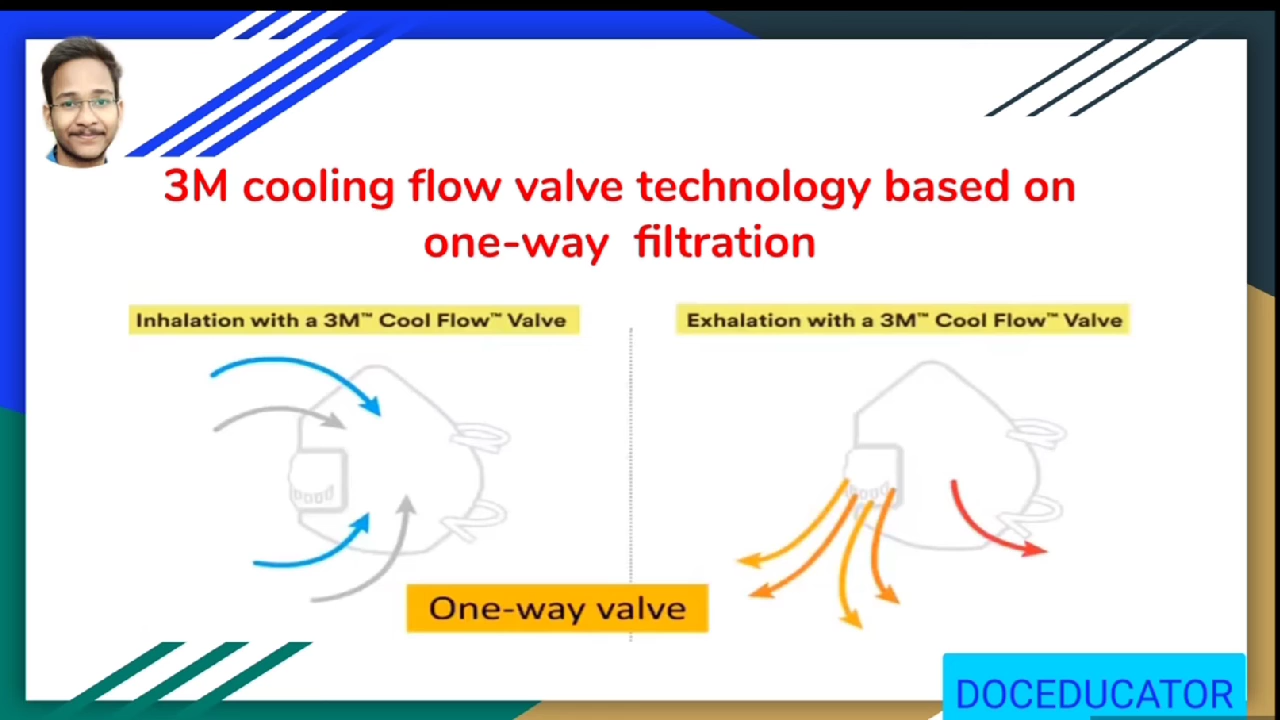 3M cooling flow valve technology based on
one-way filtration
Inhalation with a 3M™ Cool Flow™ Valve
Exhalation with a 3M™ Cool Flow™ Valve
One-way valve
DOCEDUCATOR